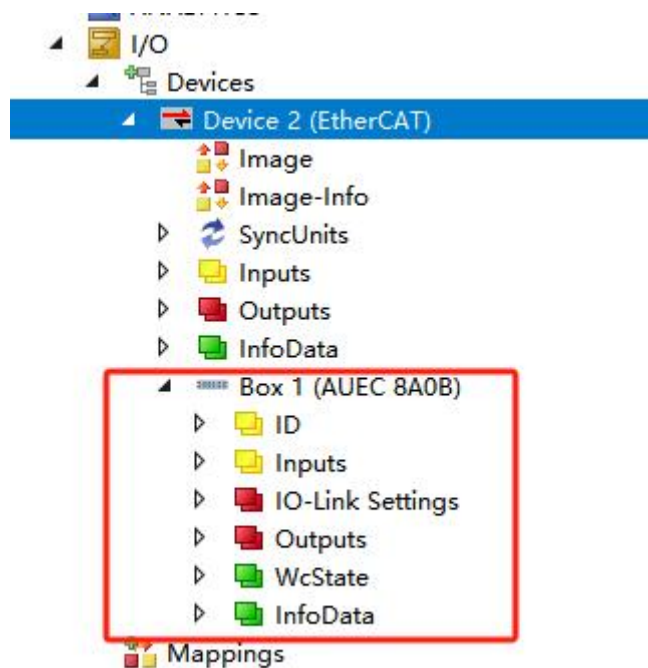 I/O
Devices
Device 2 (EtherCAT)
Image
Image-Info
SyncUnits
Inputs
Outputs
InfoData
Box 1 (AUEC 8A0B)
ID
Inputs
IO-Link Settings
Outputs
WcState
InfoData
Mappings